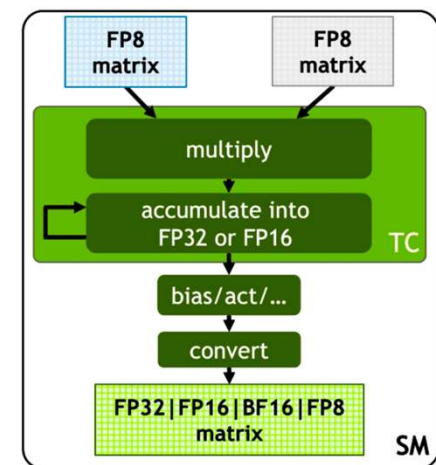 FP8
matrix
FP8
matrix
multiply
accumulate into
FP32 or FP16
TC
bias/act/...
convert
FP32|FP16|BF16|FP8
matrix
SM